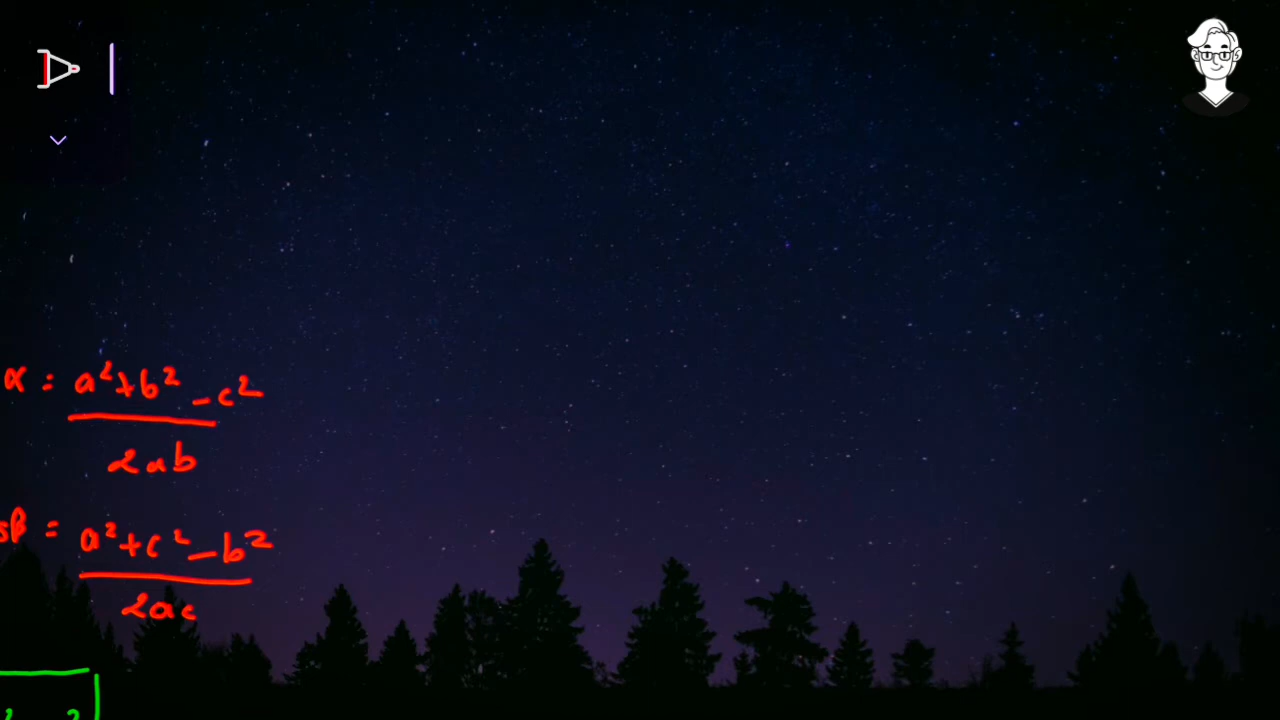 α = a²+b²-c² / 2ab
sβ = a²+c²-b² / 2ac